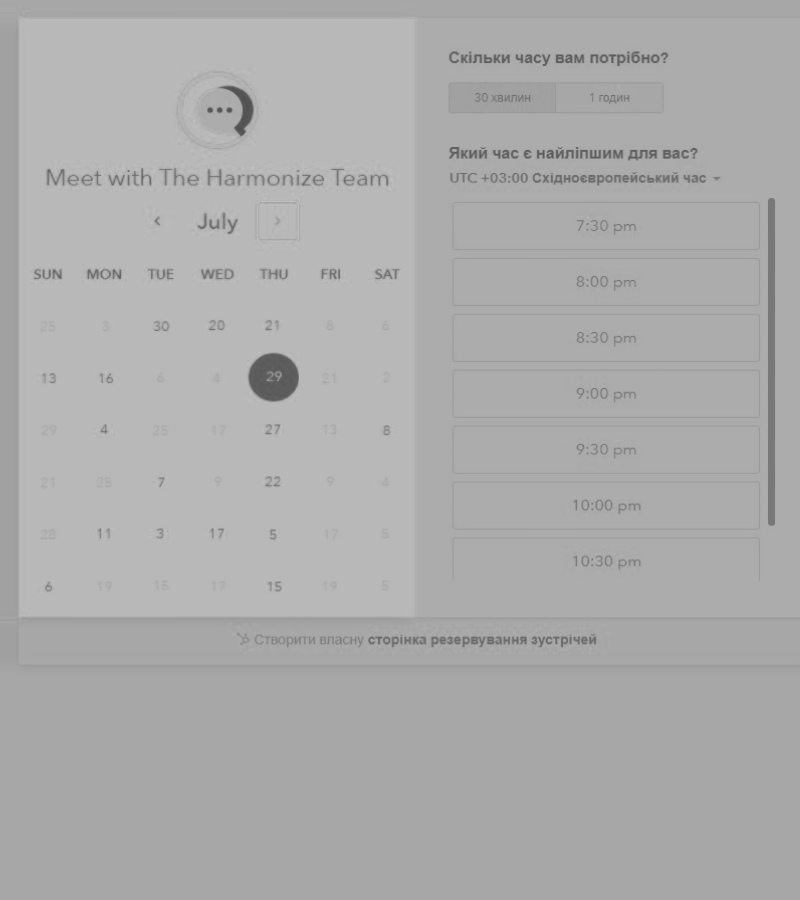 Meet with The Harmonize Team
July
SUN MON TUE WED THU FRI SAT
25 3 30 20 21 8 6
13 16 6 4 29 21 2
29 4 25 17 27 13 8
21 25 7 9 22 9 4
28 11 3 17 5 17 5
6 19 15 17 15 19 5
Скільки часу вам потрібно?
30 хвилин 1 годин
Який час є найліпшим для вас?
UTC +03:00 Східноєвропейський час
7:30 pm
8:00 pm
8:30 pm
9:00 pm
9:30 pm
10:00 pm
10:30 pm
Створити власну сторінка резервування зустрічей